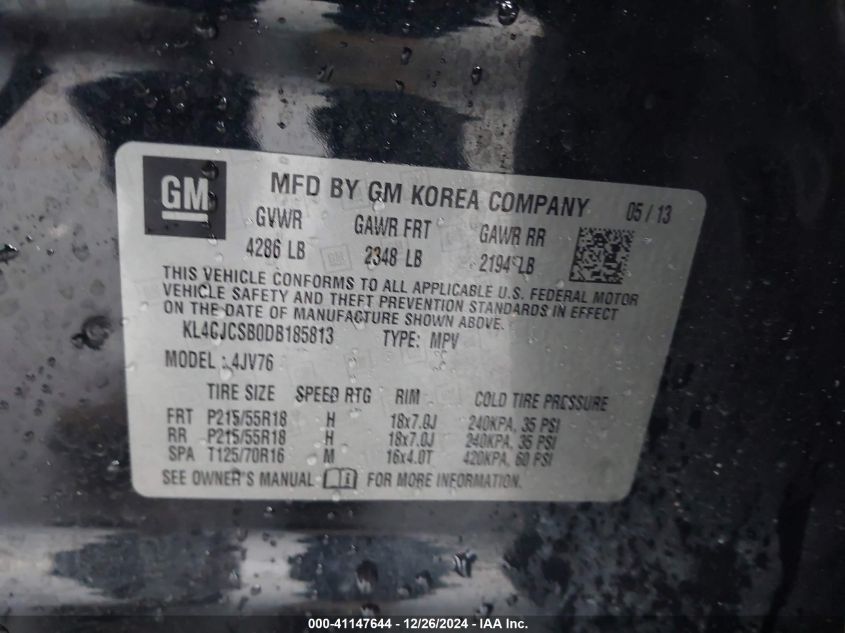 GM
MFD BY GM KOREA COMPANY 05/13
GVWR GAWR FRT GAWR RR
4286 LB 2348 LB 2194 LB
THIS VEHICLE CONFORMS TO ALL APPLICABLE U.S. FEDERAL MOTOR
VEHICLE SAFETY AND THEFT PREVENTION STANDARDS IN EFFECT
ON THE DATE OF MANUFACTURE SHOWN ABOVE.
KL4CJCSB0DB185813 TYPE: MPV
MODEL : 4JV76
TIRE SIZE SPEED RTG RIM COLD TIRE PRESSURE
FRT P215/55R18 H 18x7.0J 240KPA, 35 PSI
RR P215/55R18 H 18x7.0J 240KPA, 35 PSI
SPA T125/70R16 M 16x4.0T 420KPA, 60 PSI
SEE OWNER'S MANUAL FOR MORE INFORMATION.
000-41147644 - 12/26/2024 - IAA Inc.